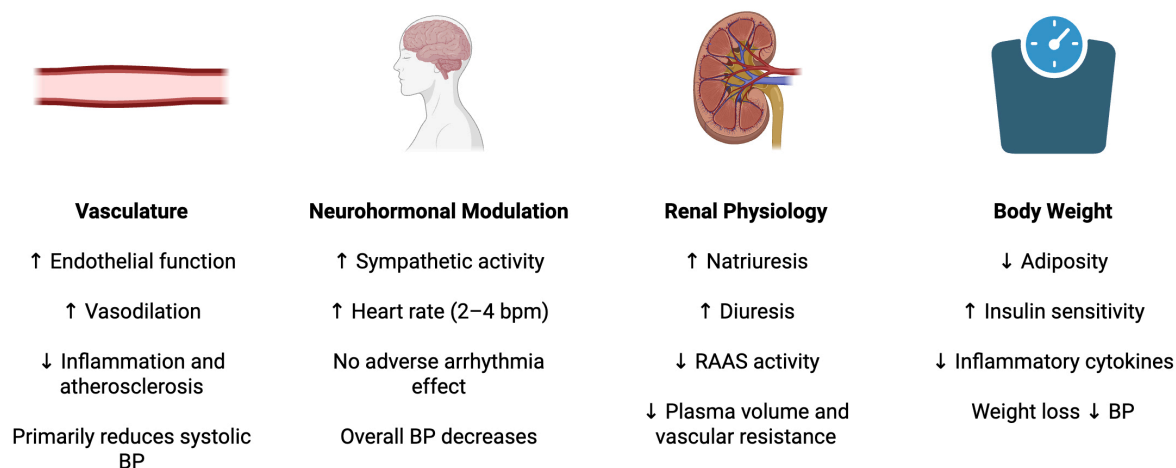 Vasculature
↑ Endothelial function
↑ Vasodilation
↓ Inflammation and
atherosclerosis
Primarily reduces systolic
BP
Neurohormonal Modulation
↑ Sympathetic activity
↑ Heart rate (2–4 bpm)
No adverse arrhythmia
effect
Overall BP decreases
Renal Physiology
↑ Natriuresis
↑ Diuresis
↓ RAAS activity
↓ Plasma volume and
vascular resistance
Body Weight
↓ Adiposity
↑ Insulin sensitivity
↓ Inflammatory cytokines
Weight loss ↓ BP